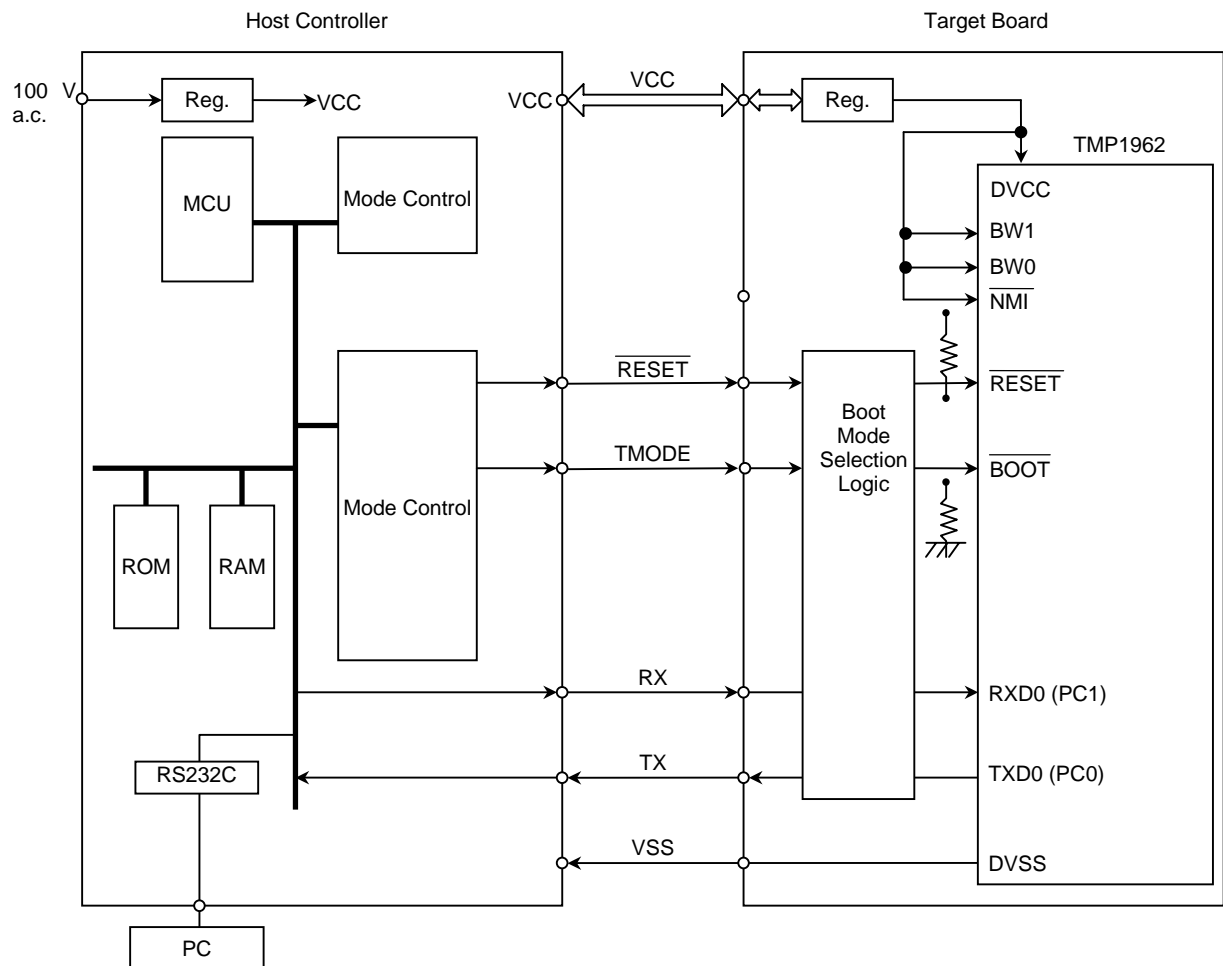 Host Controller
Target Board
100 V
a.c.
Reg.
VCC
VCC
VCC
Reg.
TMP1962
MCU
Mode Control
DVCC
BW1
BW0
NMI
RESET
RESET
Boot
Mode
Selection
Logic
TMODE
BOOT
Mode Control
ROM
RAM
RX
RXD0 (PC1)
RS232C
TX
TXD0 (PC0)
VSS
DVSS
PC